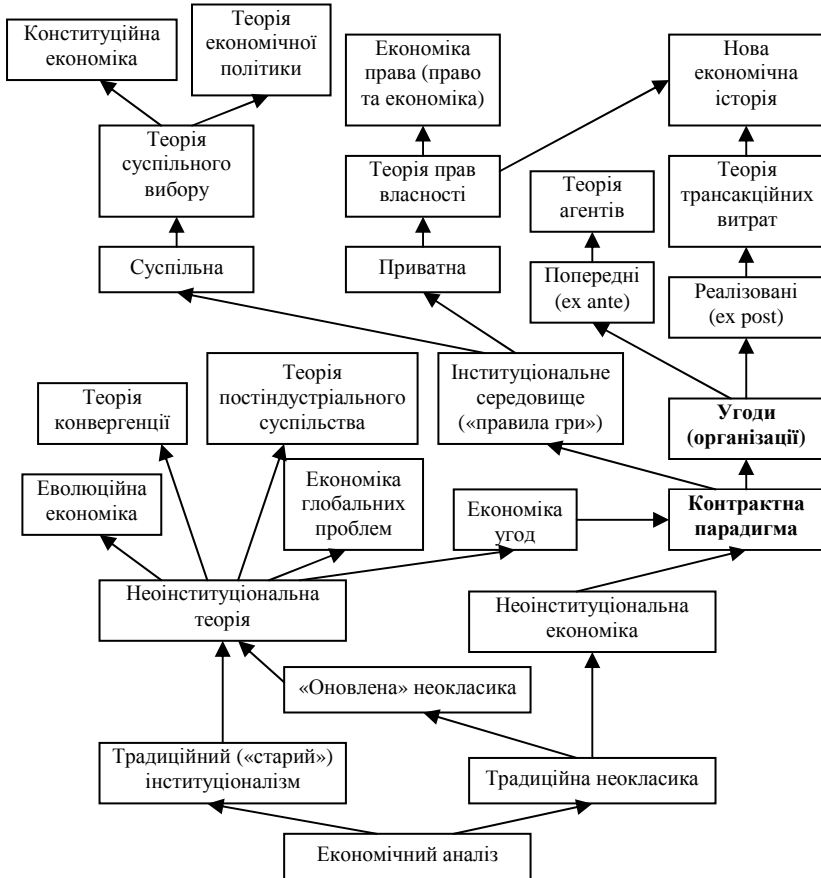 Конституційна
економіка
Теорія
економічної
політики
Економіка
права (право
та економіка)
Нова
економічна
історія
Теорія
суспільного
вибору
Теорія прав
власності
Теорія
агентів
Теорія
трансакційних
витрат
Суспільна
Приватна
Попередні
(ex ante)
Реалізовані
(ex post)
Теорія
конвергенції
Теорія
постіндустріального
суспільства
Інституціональне
середовище
(«правила гри»)
Угоди
(організації)
Еволюційна
економіка
Економіка
глобальних
проблем
Економіка
угод
Контрактна
парадигма
Неоінституціональна
теорія
Неоінституціональна
економіка
«Оновлена» неокласика
Традиційний («старий»)
інституціоналізм
Традиційна неокласика
Економічний аналіз